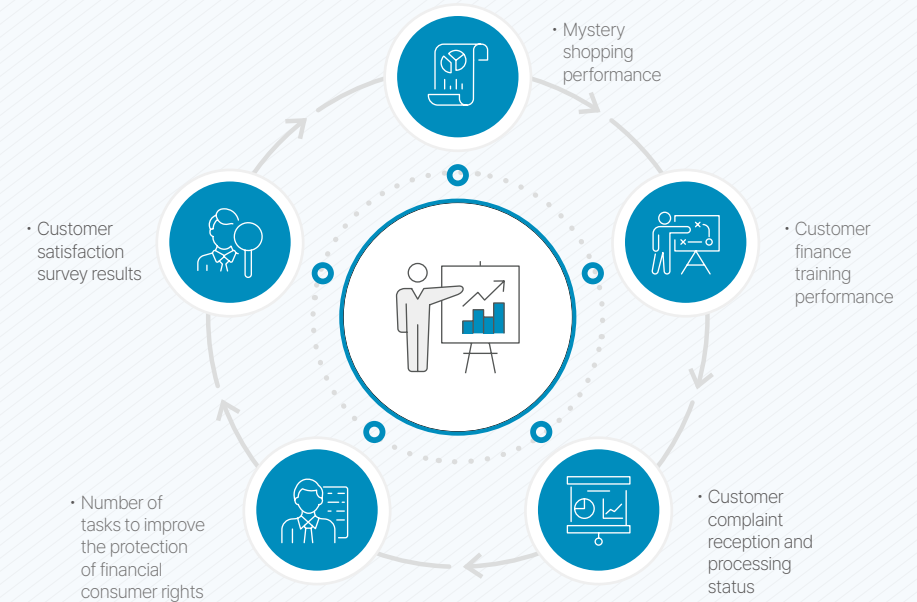 · Mystery
shopping
performance
· Customer
finance
training
performance
· Customer
complaint
reception and
processing
status
· Number of
tasks to improve
the protection
of financial
consumer rights
· Customer
satisfaction
survey results